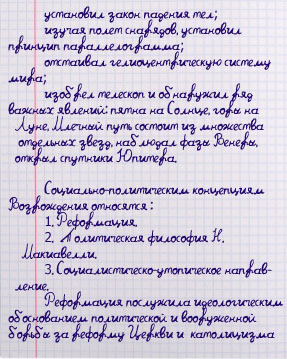 установил закон падения тел;
изучая полет снарядов, установил
принцип параллелограмма;
отстаивал гелиоцентрическую систему
мира;
изобрел телескоп и обнаружил ряд
важных явлений: пятна на Солнце, горы на
Луне. Млечный путь состоит из множества
отдельных звезд, наблюдал фазы Венеры,
открыл спутники Юпитера.
Социально-политическим концепциям
Возрождения относятся:
1. Реформация.
2. Политическая философия Н.
Макиавелли.
3. Социалистическо-утопическое направ-
ление.
Реформация послужила идеологическим
обоснованием политической и вооруженной
борьбы за реформу Церкви и католицизма